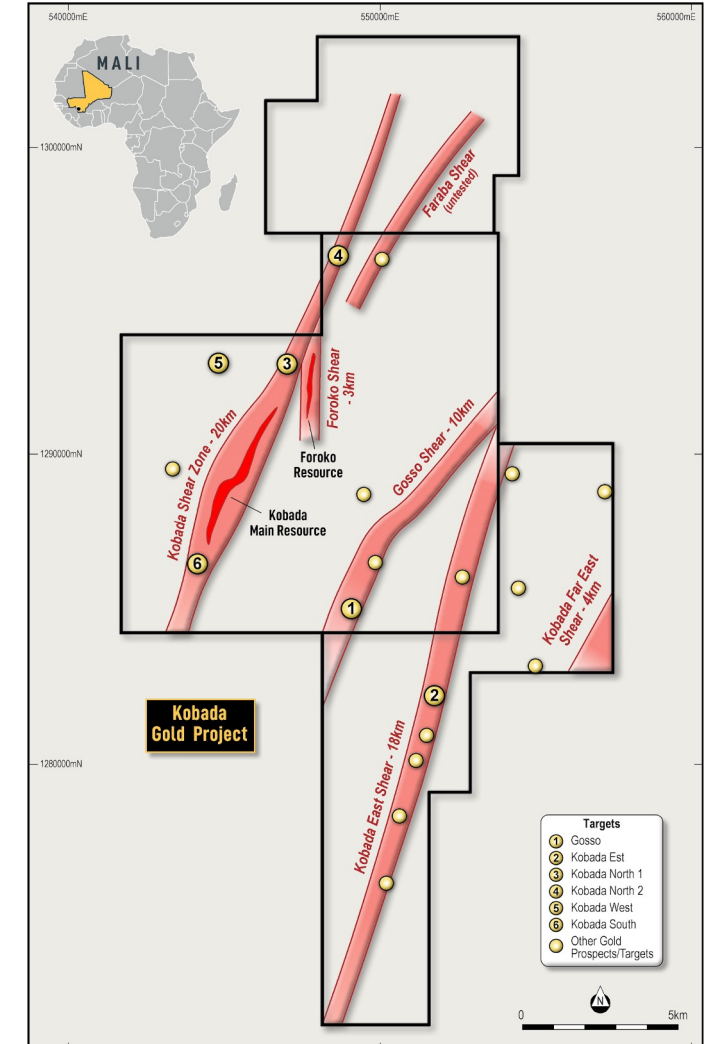 540000mE
550000mE
560000mE
MALI
1300000mN
Faraba Shear
(untested)
4
5
3
Foroko Shear
- 3km
Kobada Shear Zone - 20km
Foroko
Resource
Gosso Shear - 10km
1290000mN
Kobada
Main Resource
6
1
Kobada Far East
Shear - 4km
2
Kobada
Gold Project
Kobada East Shear - 18km
1280000mN
Targets
1 Gosso
2 Kobada Est
3 Kobada North 1
4 Kobada North 2
5 Kobada West
6 Kobada South
Other Gold
Prospects/Targets
N
0
5km